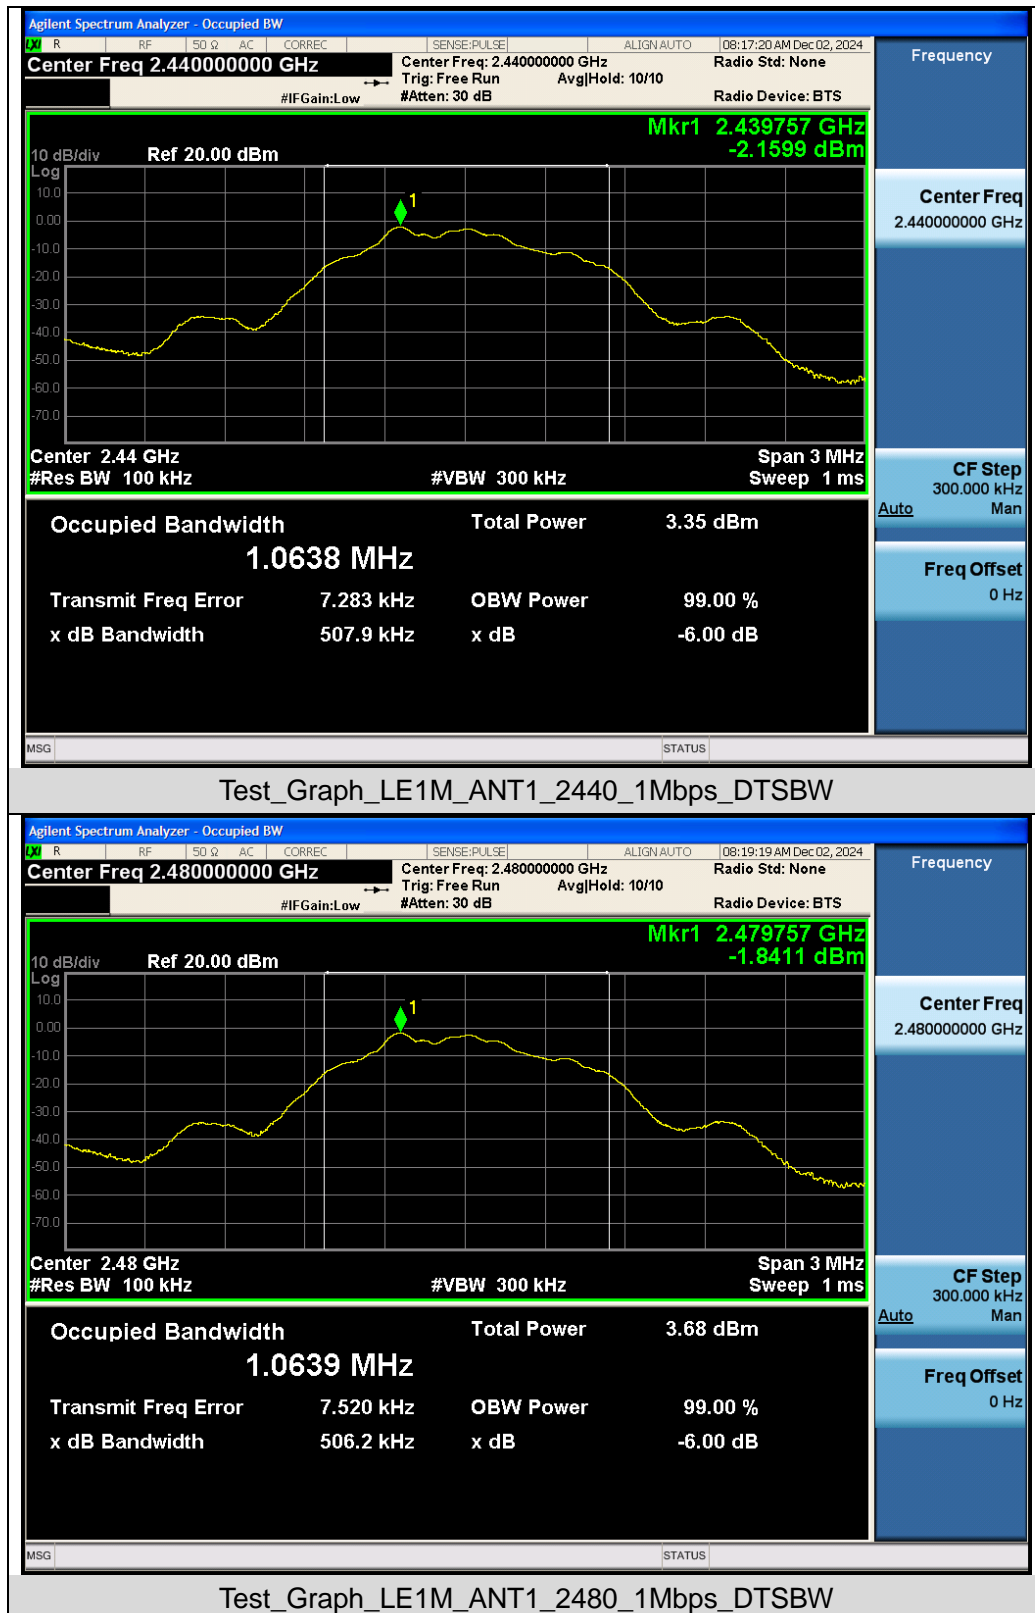 Agilent Spectrum Analyzer - Occupied BW
LXI R RF 50 Ω AC CORREC SENSE:PULSE ALIGN AUTO 08:17:20 AM Dec 02, 2024
Center Freq 2.440000000 GHz Center Freq: 2.440000000 GHz Radio Std: None
Trig: Free Run Avg|Hold: 10/10
#IFGain:Low #Atten: 30 dB Radio Device: BTS
Frequency
Mkr1 2.439757 GHz
-2.1599 dBm
10 dB/div Ref 20.00 dBm
Log
10.0
0.00
-10.0
-20.0
-30.0
-40.0
-50.0
-60.0
-70.0
1
Center 2.44 GHz Span 3 MHz
#Res BW 100 kHz #VBW 300 kHz Sweep 1 ms
Center Freq
2.440000000 GHz
CF Step
300.000 kHz
Auto Man
Freq Offset
0 Hz
Occupied Bandwidth Total Power 3.35 dBm
1.0638 MHz
Transmit Freq Error 7.283 kHz OBW Power 99.00 %
x dB Bandwidth 507.9 kHz x dB -6.00 dB
MSG STATUS
Test_Graph_LE1M_ANT1_2440_1Mbps_DTSBW
Agilent Spectrum Analyzer - Occupied BW
LXI R RF 50 Ω AC CORREC SENSE:PULSE ALIGN AUTO 08:19:19 AM Dec 02, 2024
Center Freq 2.480000000 GHz Center Freq: 2.480000000 GHz Radio Std: None
Trig: Free Run Avg|Hold: 10/10
#IFGain:Low #Atten: 30 dB Radio Device: BTS
Frequency
Mkr1 2.479757 GHz
-1.8411 dBm
10 dB/div Ref 20.00 dBm
Log
10.0
0.00
-10.0
-20.0
-30.0
-40.0
-50.0
-60.0
-70.0
1
Center 2.48 GHz Span 3 MHz
#Res BW 100 kHz #VBW 300 kHz Sweep 1 ms
Center Freq
2.480000000 GHz
CF Step
300.000 kHz
Auto Man
Freq Offset
0 Hz
Occupied Bandwidth Total Power 3.68 dBm
1.0639 MHz
Transmit Freq Error 7.520 kHz OBW Power 99.00 %
x dB Bandwidth 506.2 kHz x dB -6.00 dB
MSG STATUS
Test_Graph_LE1M_ANT1_2480_1Mbps_DTSBW